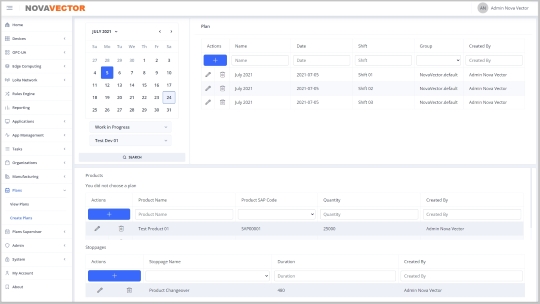 NOVAVECTOR
AM Admin Nova Vector
Home
Devices
OPC-UA
Edge Computing
LoRa Network
Rules Engine
Reporting
Applications
App Management
Tasks
Organizations
Manufacturing
Plans
View Plans
Create Plans
Plans Supervisor
Admin
System
My Account
About
JULY 2021
Su Mo Tu We Th Fr Sa
27 28 29 30 1 2 3
4 5 6 7 8 9 10
11 12 13 14 15 16 17
18 19 20 21 22 23 24
25 26 27 28 29 30 31
Work In Progress
Test-Dev-01
SEARCH
Plan
Actions Name Date Shift Group Created By
+ Name Date Shift Created By
July 2021 2021-07-05 Shift 01 NovaVector.default Admin Nova Vector
July 2021 2021-07-05 Shift 02 NovaVector.default Admin Nova Vector
July 2021 2021-07-05 Shift 03 NovaVector.default Admin Nova Vector
Products
You did not choose a plan
Actions Product Name Product SAP Code Quantity Created By
+ Product Name Quantity Created By
Test Product 01 SAP00001 25000 Admin Nova Vector
Stoppages
Actions Stoppage Name Duration Created By
+ Duration Created By
Product Changeover 480 Admin Nova Vector